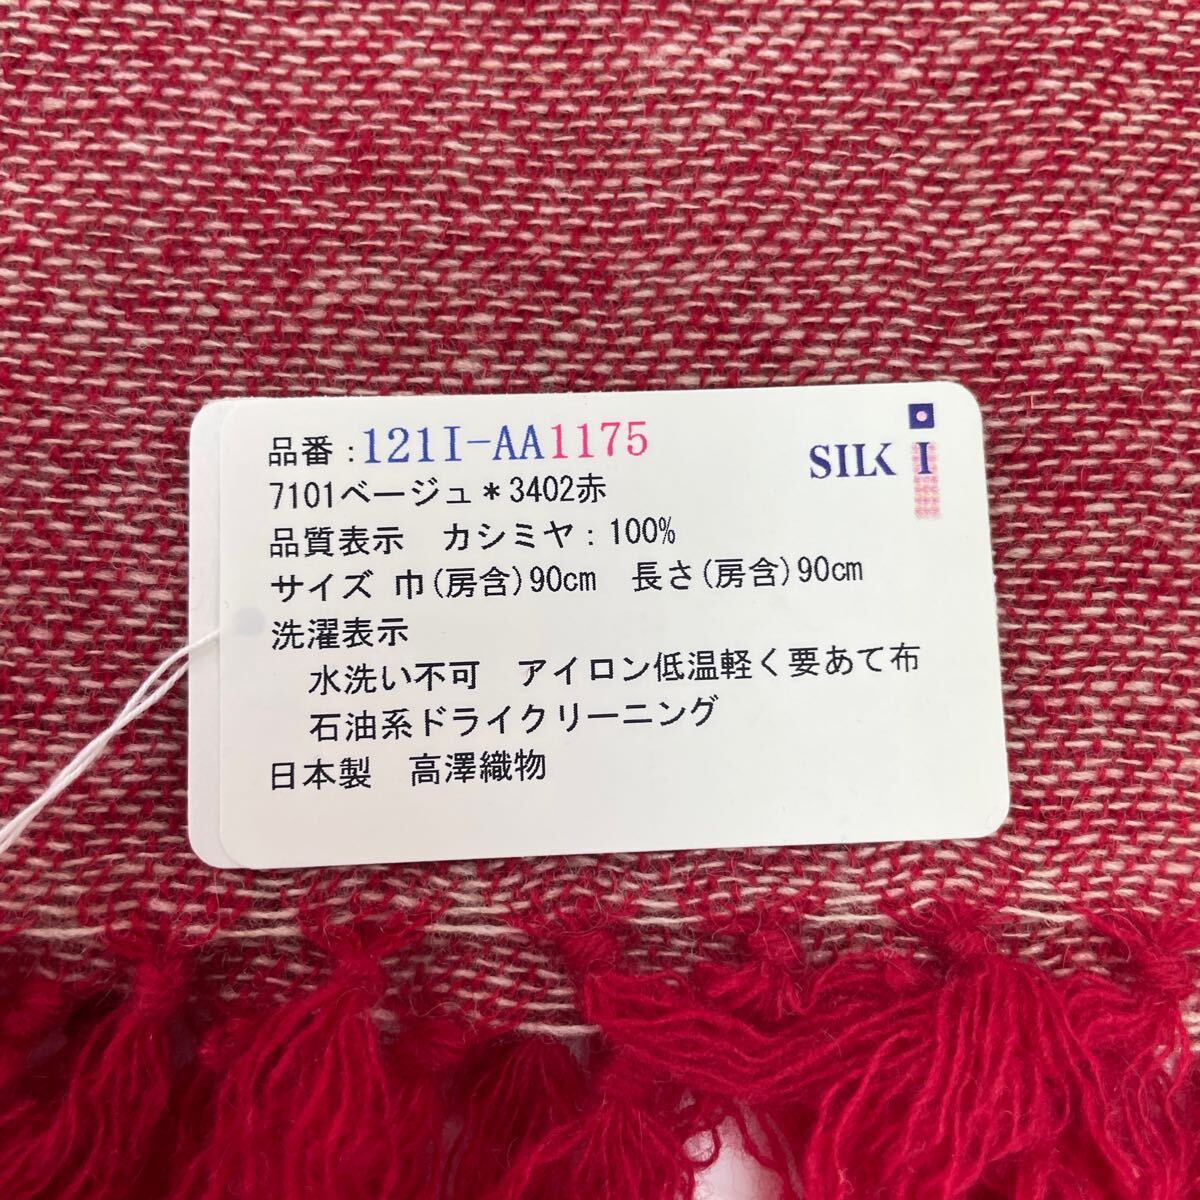 品番：121I-AA1175
SILK I
7101ベージュ＊3402赤
品質表示　カシミヤ：100%
サイズ 巾(房含)90cm　長さ(房含)90cm
洗濯表示
水洗い不可　アイロン低温軽く要あて布
石油系ドライクリーニング
日本製　高澤織物